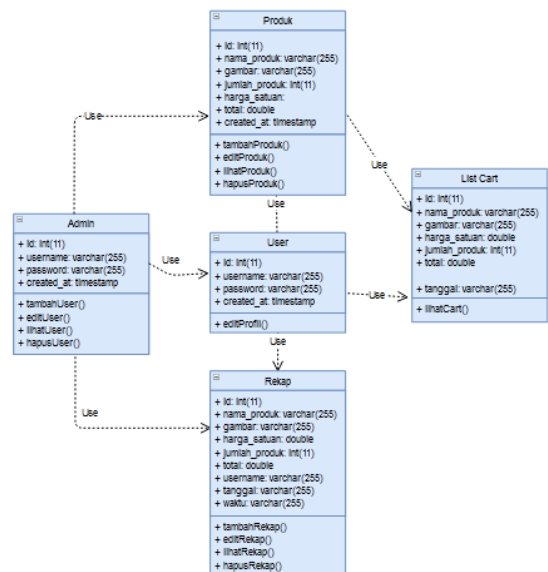 Produk
+ id: int(11)
+ nama_produk: varchar(255)
+ gambar: varchar(255)
+ jumlah_produk: int(11)
+ harga_satuan:
+ total: double
+ created_at: timestamp
+ tambahProduk()
+ editProduk()
+ lihatProduk()
+ hapusProduk()
Use
Use
List Cart
+ id: int(11)
+ nama_produk: varchar(255)
+ gambar: varchar(255)
+ harga_satuan: double
+ jumlah_produk: int(11)
+ total: double
+ tanggal: varchar(255)
+ lihatCart()
Use
Admin
+ id: int(11)
+ username: varchar(255)
+ password: varchar(255)
+ created_at: timestamp
+ tambahUser()
+ editUser()
+ lihatUser()
+ hapusUser()
Use
User
+ id: int(11)
+ username: varchar(255)
+ password: varchar(255)
+ created_at: timestamp
+ editProfil()
Use
Use
Use
Rekap
+ id: int(11)
+ nama_produk: varchar(255)
+ gambar: varchar(255)
+ harga_satuan: double
+ jumlah_produk: int(11)
+ total: double
+ username: varchar(255)
+ tanggal: varchar(255)
+ waktu: varchar(255)
+ tambahRekap()
+ editRekap()
+ lihatRekap()
+ hapusRekap()